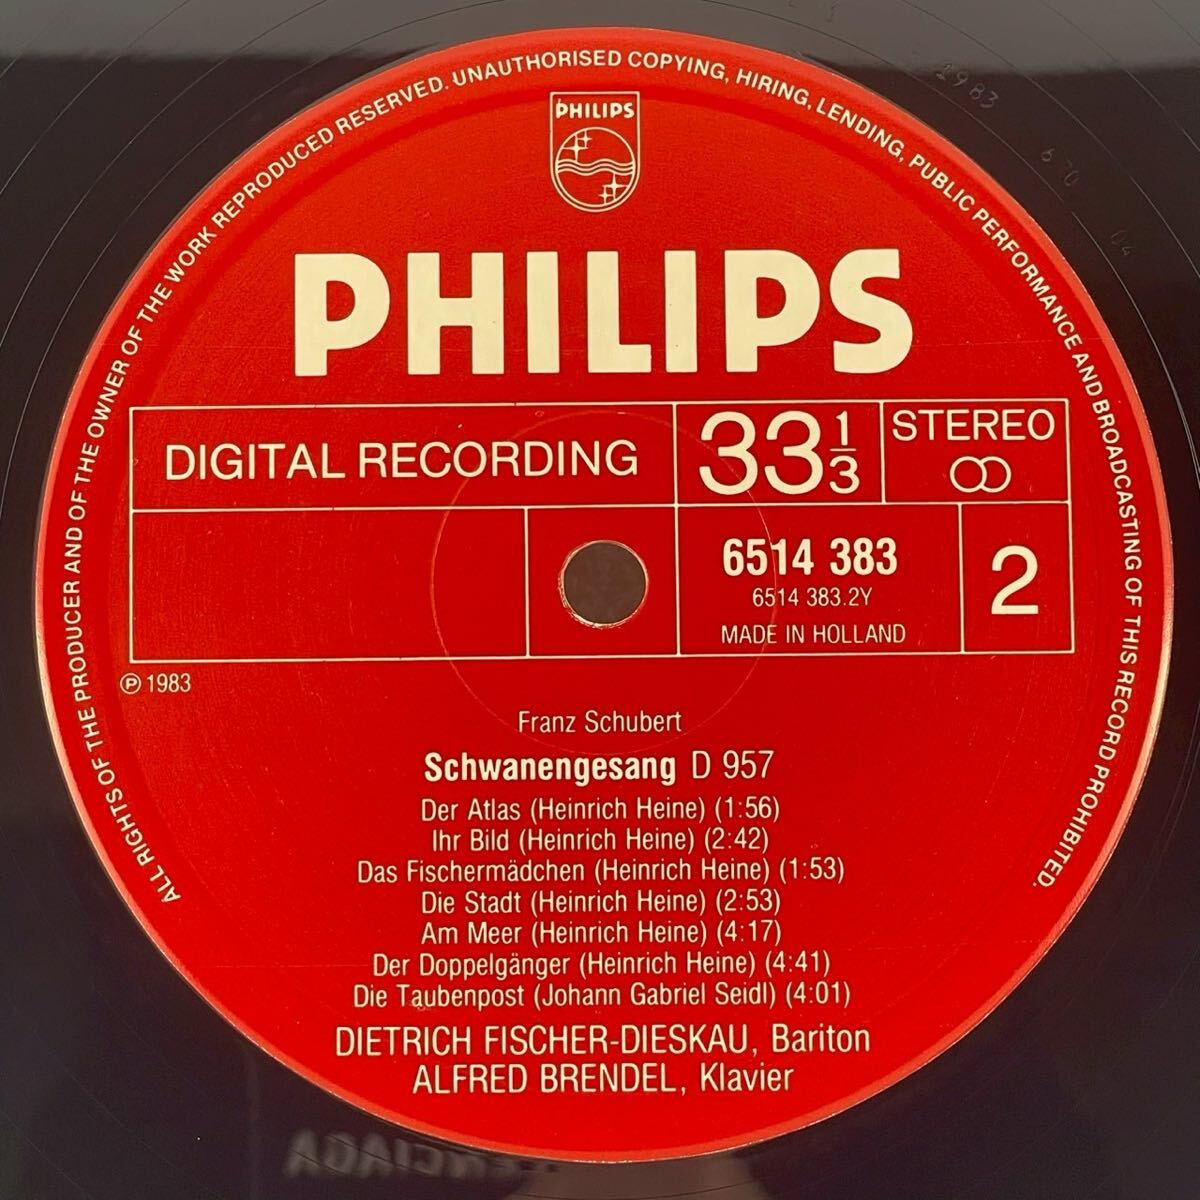 ALL RIGHTS OF THE PRODUCER AND OF THE OWNER OF THE WORK REPRODUCED RESERVED. UNAUTHORISED COPYING, HIRING, LENDING, PUBLIC PERFORMANCE AND BROADCASTING OF THIS RECORD PROHIBITED.
PHILIPS
PHILIPS
DIGITAL RECORDING
33 1/3
STEREO
6514 383
6514 383.2Y
MADE IN HOLLAND
2
℗ 1983
Franz Schubert
Schwanengesang D 957
Der Atlas (Heinrich Heine) (1:56)
Ihr Bild (Heinrich Heine) (2:42)
Das Fischermädchen (Heinrich Heine) (1:53)
Die Stadt (Heinrich Heine) (2:53)
Am Meer (Heinrich Heine) (4:17)
Der Doppelgänger (Heinrich Heine) (4:41)
Die Taubenpost (Johann Gabriel Seidl) (4:01)
DIETRICH FISCHER-DIESKAU, Bariton
ALFRED BRENDEL, Klavier
1983 670 04